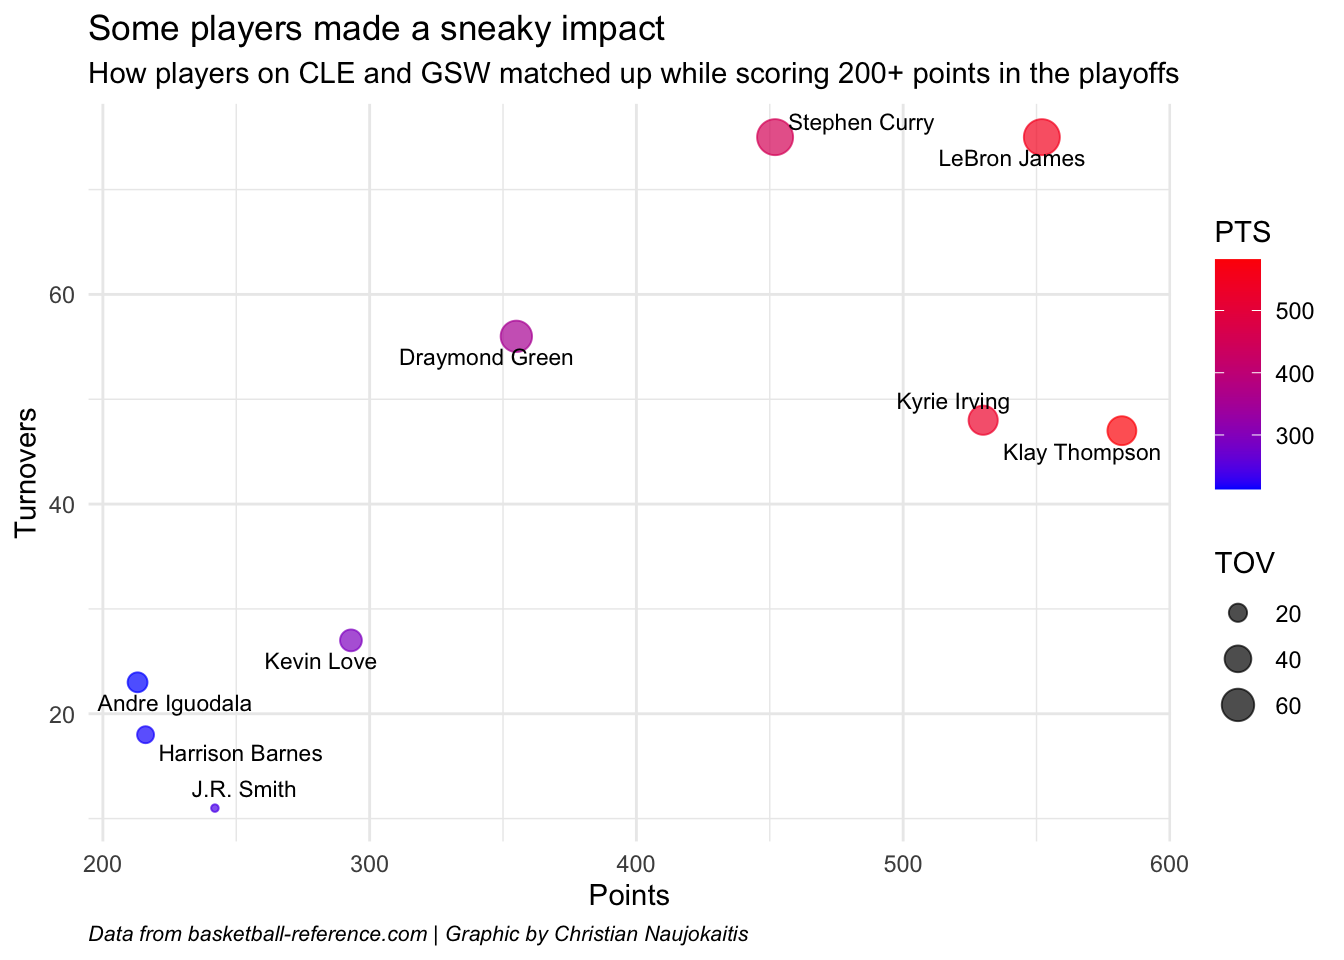 Some players made a sneaky impact
How players on CLE and GSW matched up while scoring 200+ points in the playoffs
Stephen Curry
LeBron James
Draymond Green
Kyrie Irving
Klay Thompson
Kevin Love
Andre Iguodala
Harrison Barnes
J.R. Smith
Turnovers
60
40
20
200
300
400
500
600
Points
PTS
500
400
300
TOV
20
40
60
Data from basketball-reference.com | Graphic by Christian Naujokaitis